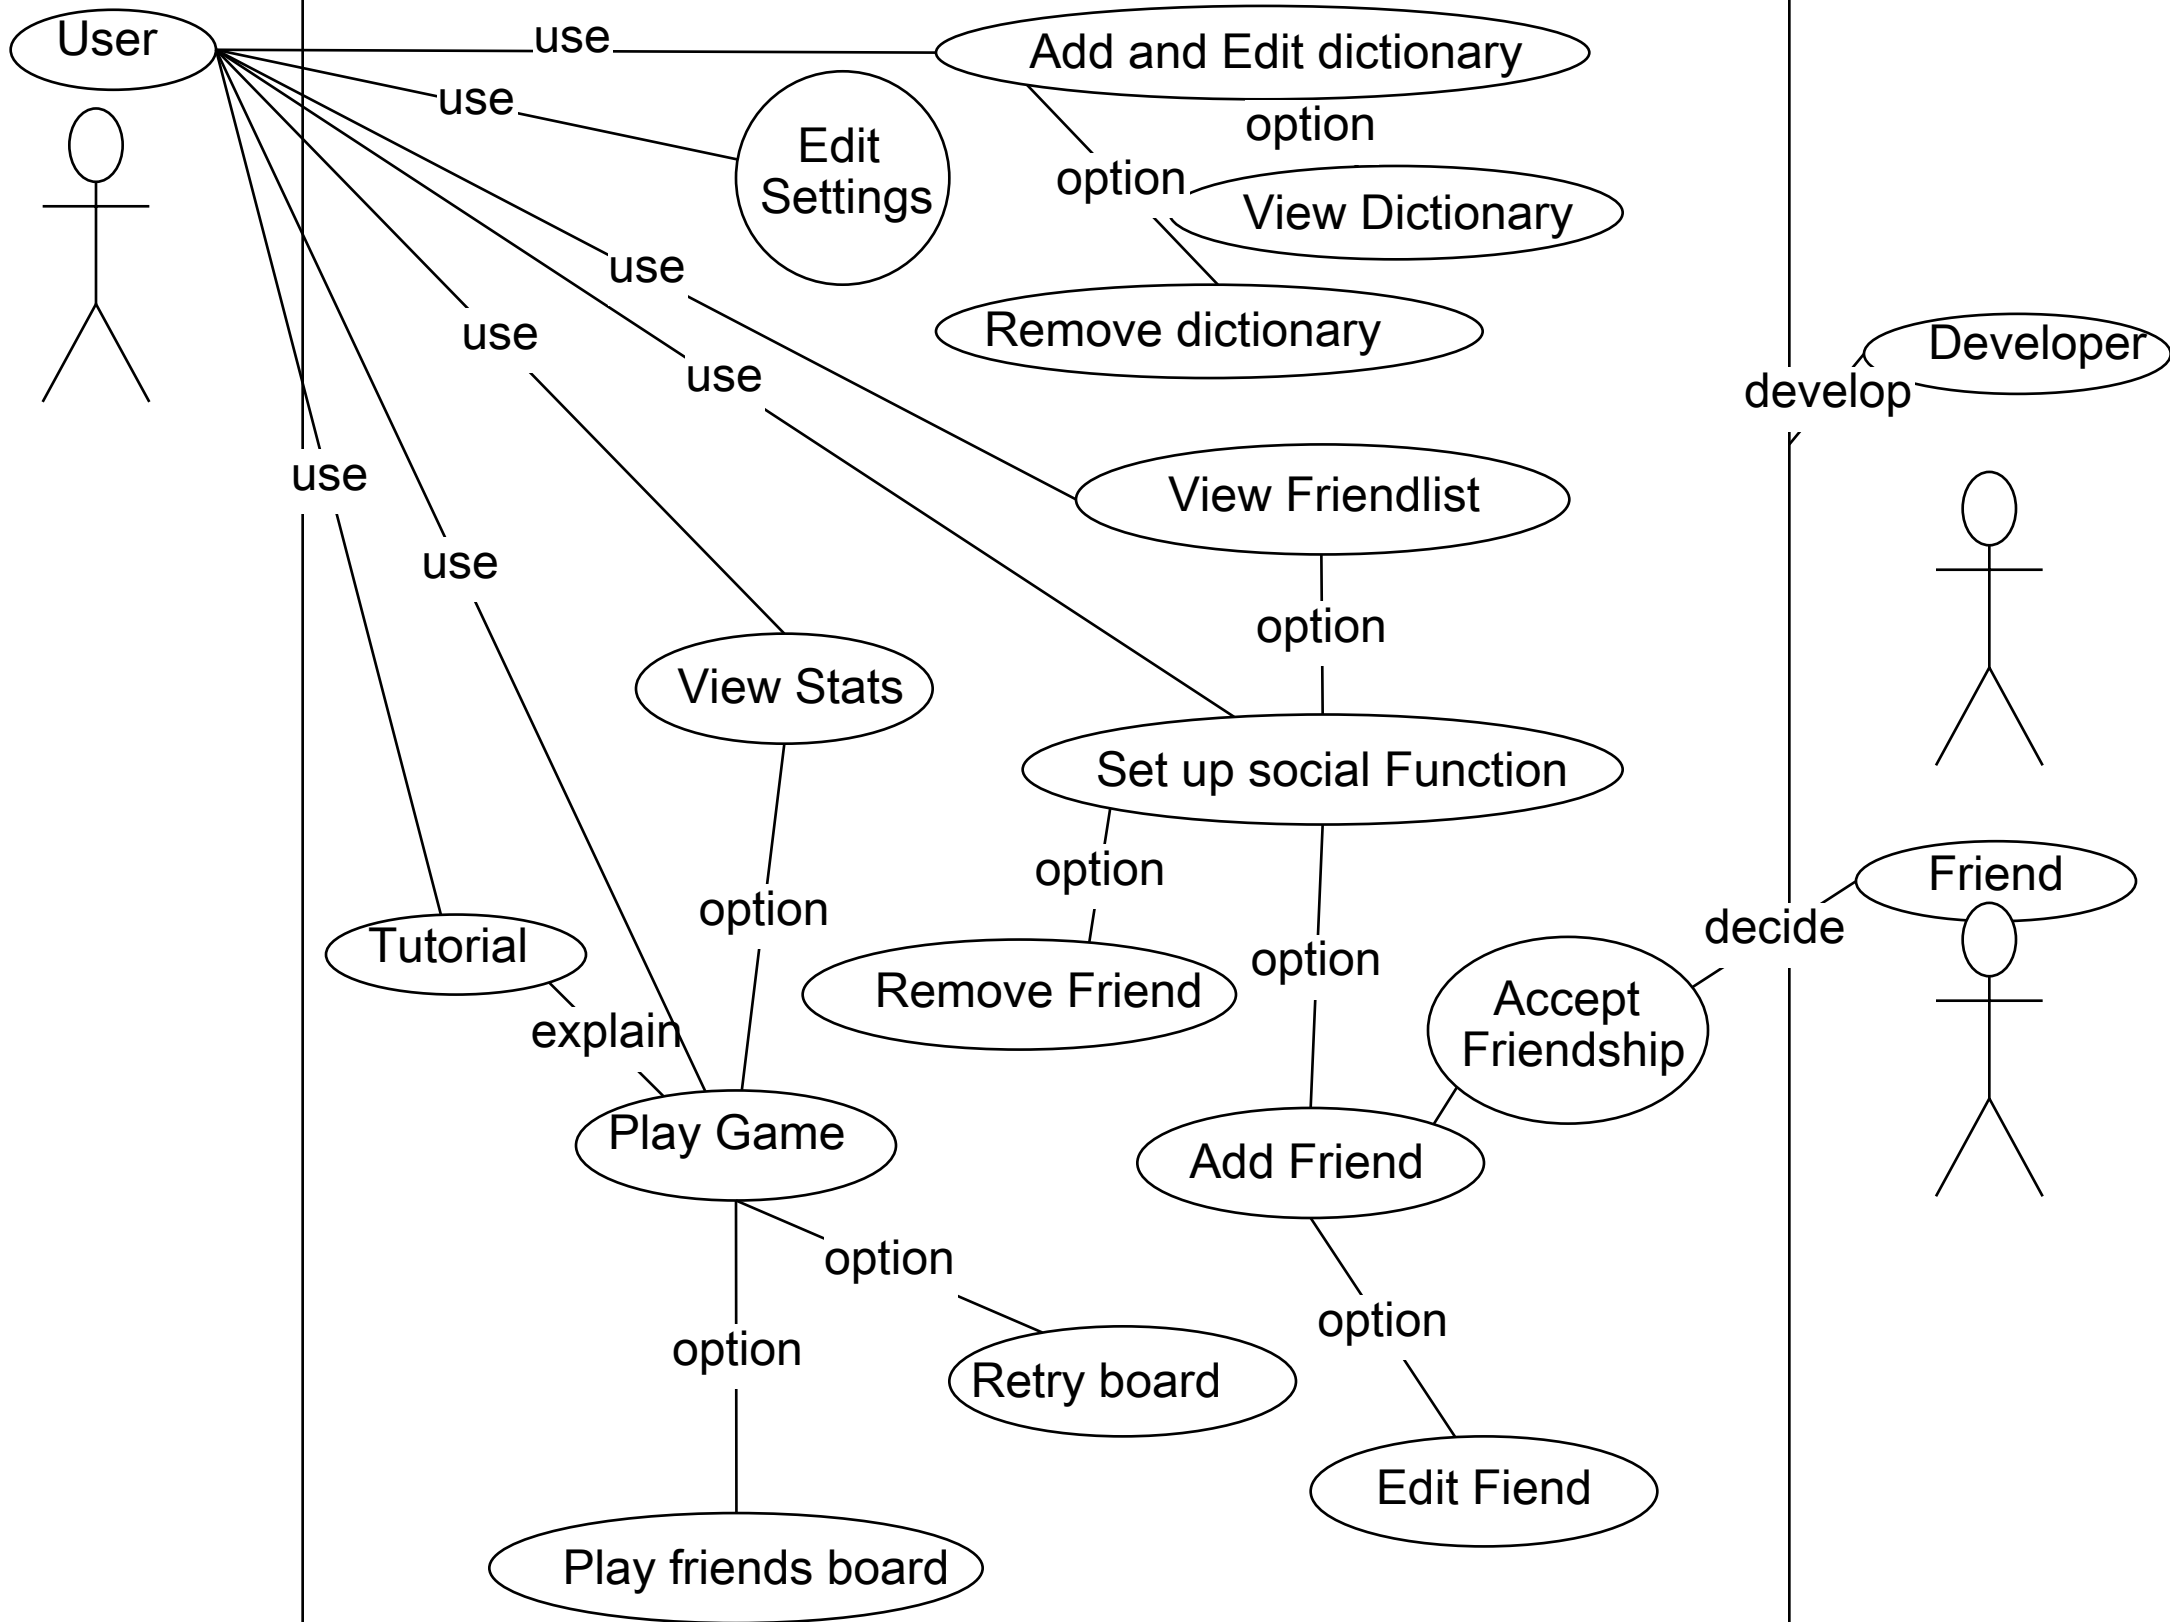 User
use
Add and Edit dictionary
use
option
Edit
Settings
option
View Dictionary
use
use
Remove dictionary
Developer
use
develop
use
View Friendlist
use
option
View Stats
Set up social Function
option
Friend
option
decide
Tutorial
option
Remove Friend
Accept
Friendship
explain
Play Game
Add Friend
option
option
option
Retry board
Edit Fiend
Play friends board